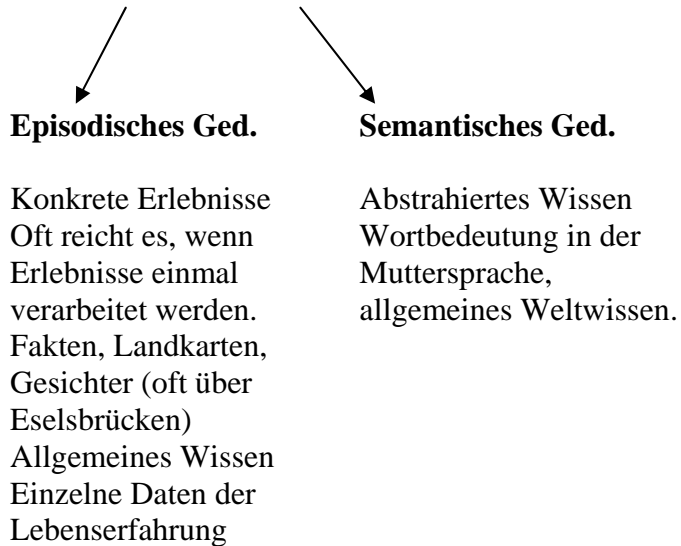 Episodisches Ged.
Konkrete Erlebnisse
Oft reicht es, wenn
Erlebnisse einmal
verarbeitet werden.
Fakten, Landkarten,
Gesichter (oft über
Eselsbrücken)
Allgemeines Wissen
Einzelne Daten der
Lebenserfahrung
Semantisches Ged.
Abstrahiertes Wissen
Wortbedeutung in der
Muttersprache,
allgemeines Weltwissen.